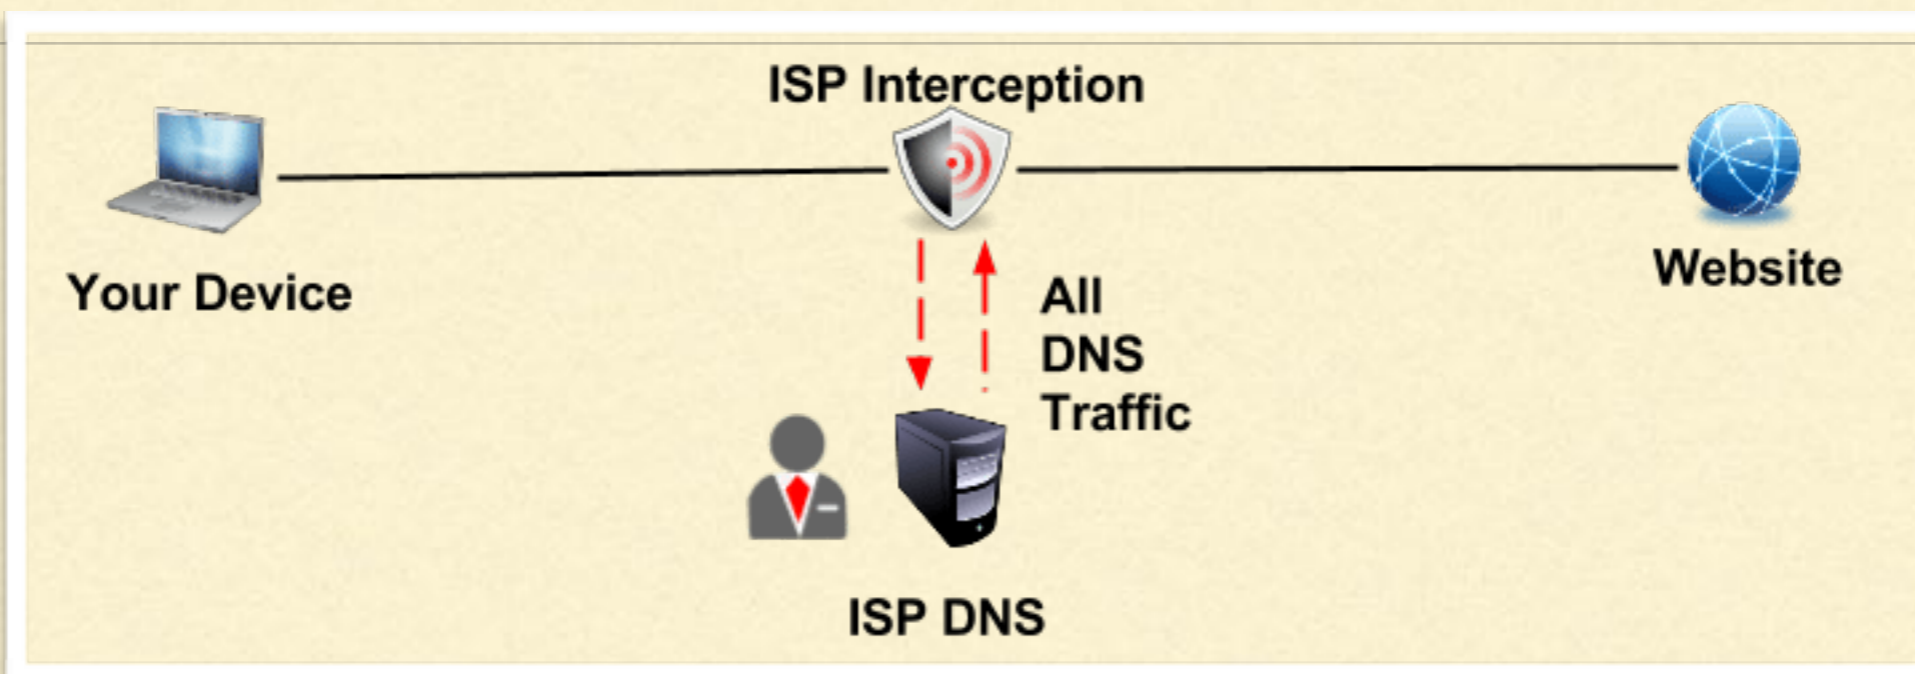 ISP Interception
Your Device
Website
All
DNS
Traffic
ISP DNS